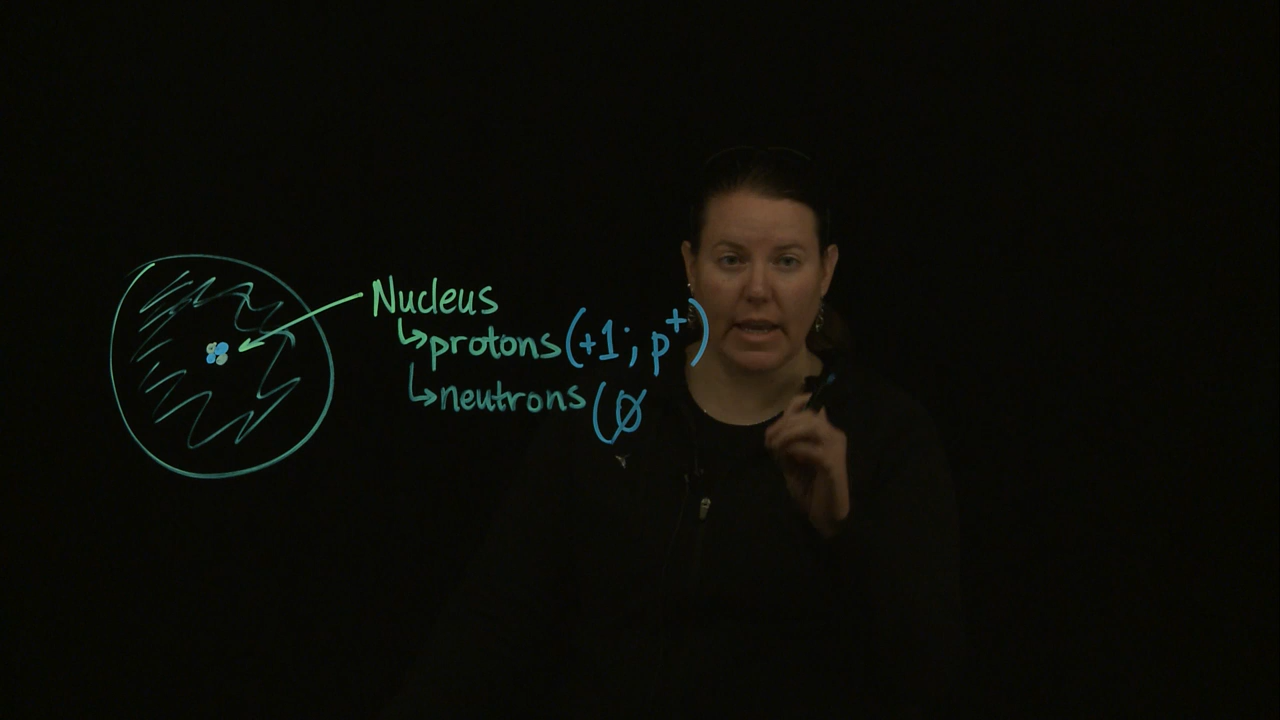 Nucleus
↳protons (+1; p⁺)
↳neutrons (0̸